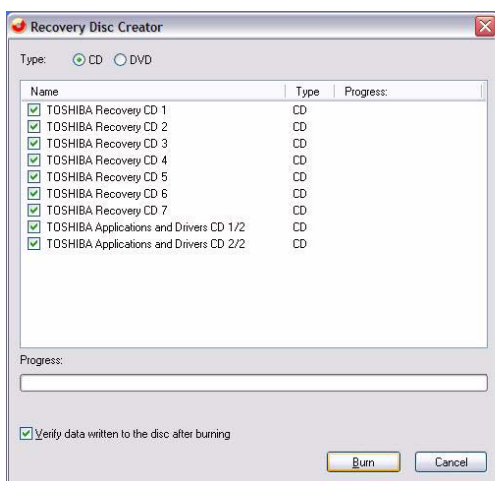 Recovery Disc Creator
Type: CD DVD
Name Type Progress:
TOSHIBA Recovery CD 1 CD
TOSHIBA Recovery CD 2 CD
TOSHIBA Recovery CD 3 CD
TOSHIBA Recovery CD 4 CD
TOSHIBA Recovery CD 5 CD
TOSHIBA Recovery CD 6 CD
TOSHIBA Recovery CD 7 CD
TOSHIBA Applications and Drivers CD 1/2 CD
TOSHIBA Applications and Drivers CD 2/2 CD
Progress:
Verify data written to the disc after burning
Burn Cancel